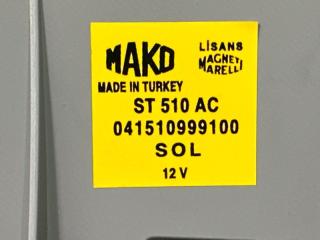 MAKO
LİSANS
MAGNETI
MARELLI
MADE IN TURKEY
ST 510 AC
041510999100
SOL
12 V